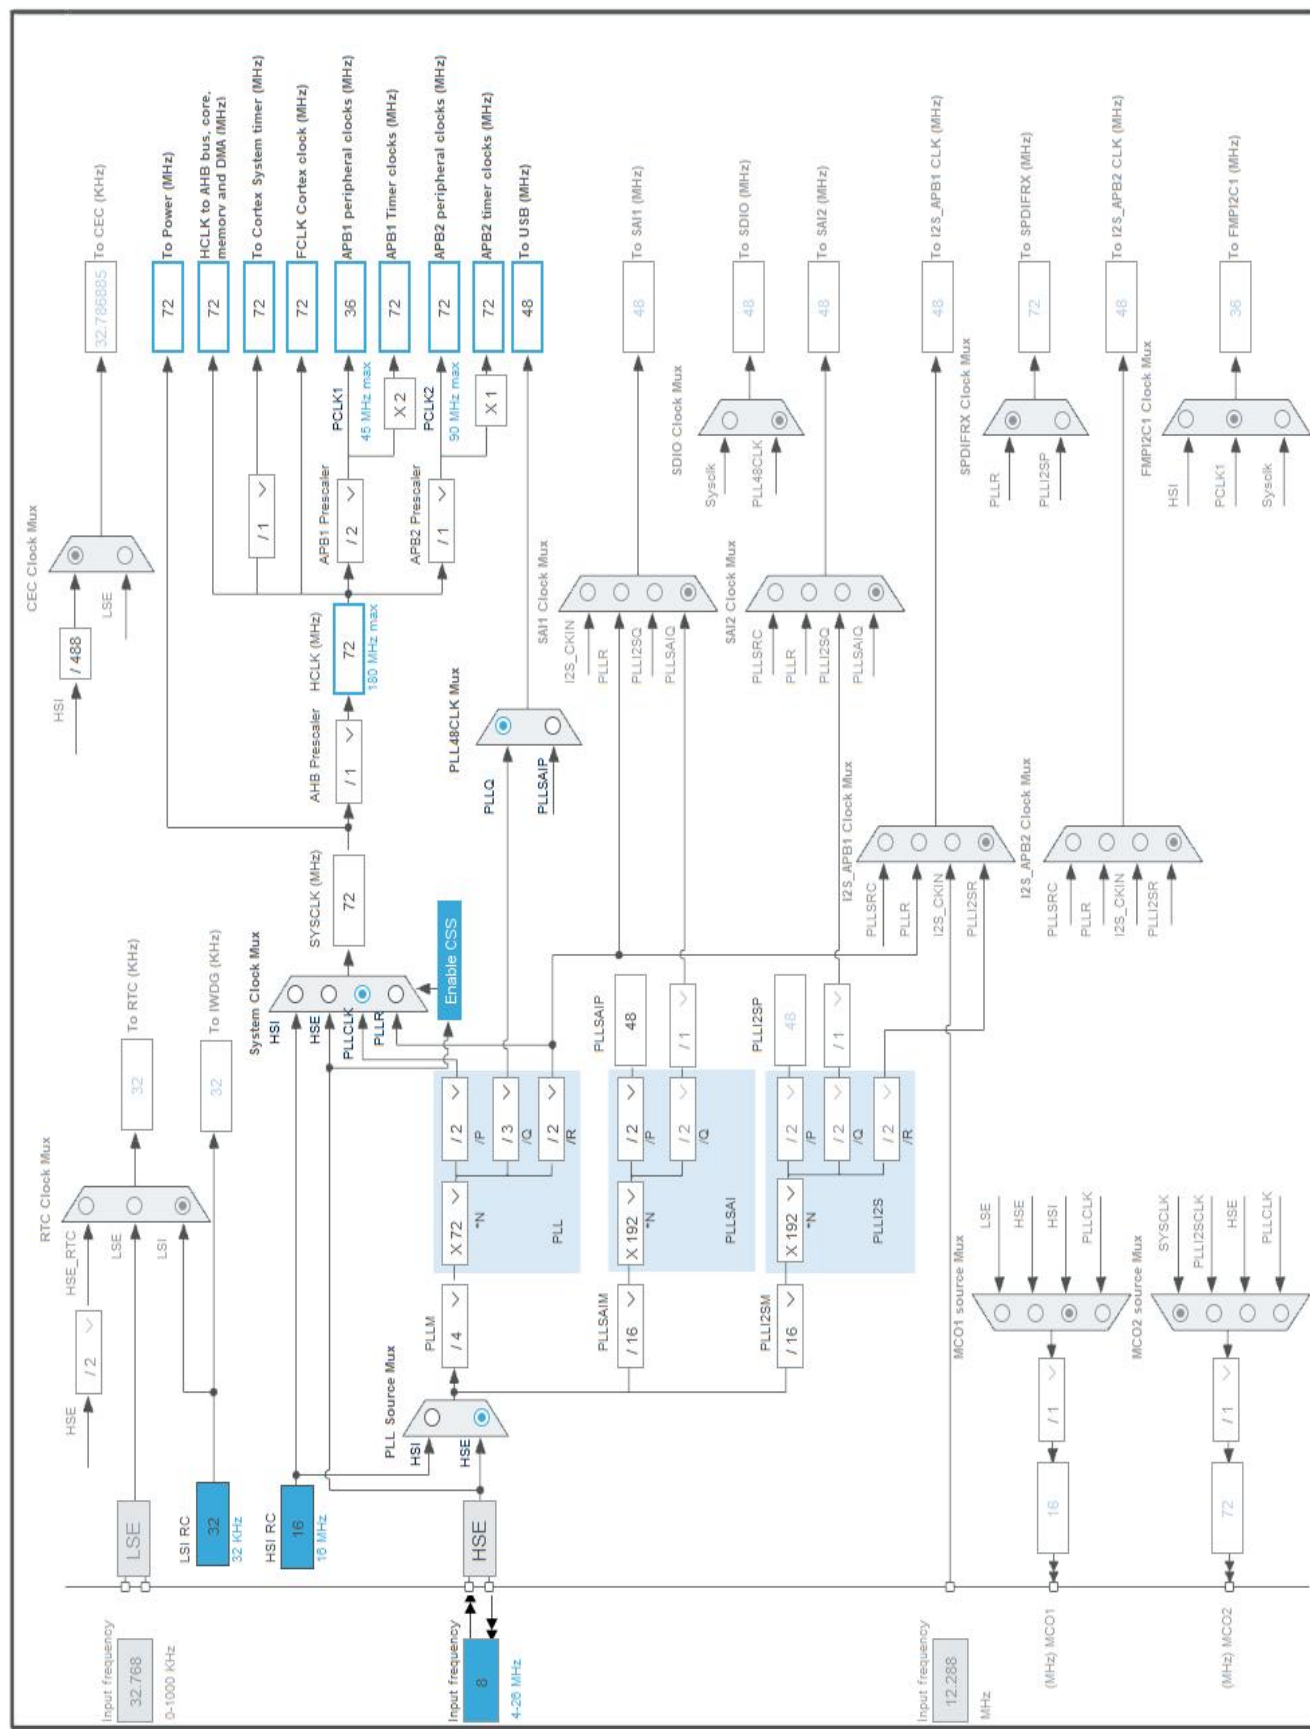 Input frequency
32.768
0-1000 KHz
LSE
LSI RC
32
32 KHz
HSI RC
16
16 MHz
Input frequency
8
4-26 MHz
HSE
HSE
/ 2
HSE_RTC
RTC Clock Mux
LSE
LSI
32
To RTC (KHz)
32
To IWDG (KHz)
HSI
/ 488
LSE
CEC Clock Mux
32.786885
To CEC (KHz)
System Clock Mux
HSI
HSE
PLLCLK
PLLR
Enable CSS
SYSCLK (MHz)
72
AHB Prescaler
/ 1
HCLK (MHz)
72
180 MHz max
/ 1
APB1 Prescaler
/ 2
PCLK1
45 MHz max
X 2
APB2 Prescaler
/ 1
PCLK2
90 MHz max
X 1
72
To Power (MHz)
72
HCLK to AHB bus, core,
memory and DMA (MHz)
72
To Cortex System timer (MHz)
72
FCLK Cortex clock (MHz)
36
APB1 peripheral clocks (MHz)
72
APB1 Timer clocks (MHz)
72
APB2 peripheral clocks (MHz)
72
APB2 timer clocks (MHz)
48
To USB (MHz)
PLL Source Mux
HSI
HSE
PLLM
/ 4
X 72
*N
/ 2
/P
/ 3
/Q
/ 2
/R
PLL
PLL48CLK Mux
PLLQ
PLLSAIP
PLLSAIM
/ 16
X 192
*N
/ 2
/P
/ 2
/Q
PLLSAI
PLLSAIP
48
/ 1
SAI1 Clock Mux
I2S_CKIN
PLLR
PLLI2SQ
PLLSAIQ
48
To SAI1 (MHz)
SDIO Clock Mux
Sysclk
PLL48CLK
48
To SDIO (MHz)
PLLI2SM
/ 16
X 192
*N
/ 2
/P
/ 2
/Q
/ 2
/R
PLLI2S
PLLI2SP
48
/ 1
SAI2 Clock Mux
PLLSRC
PLLR
PLLI2SQ
PLLSAIQ
48
To SAI2 (MHz)
I2S_APB1 Clock Mux
PLLSRC
PLLR
I2S_CKIN
PLLI2SR
48
To I2S_APB1 CLK (MHz)
SPDIFRX Clock Mux
PLLR
PLLI2SP
72
To SPDIFRX (MHz)
I2S_APB2 Clock Mux
PLLSRC
PLLR
I2S_CKIN
PLLI2SR
48
To I2S_APB2 CLK (MHz)
FMPI2C1 Clock Mux
HSI
PCLK1
Sysclk
36
To FMPI2C1 (MHz)
Input frequency
12.288
MHz
MCO1 source Mux
LSE
HSE
HSI
PLLCLK
/ 1
16
(MHz) MCO1
MCO2 source Mux
SYSCLK
PLLI2SCLK
HSE
PLLCLK
/ 1
72
(MHz) MCO2